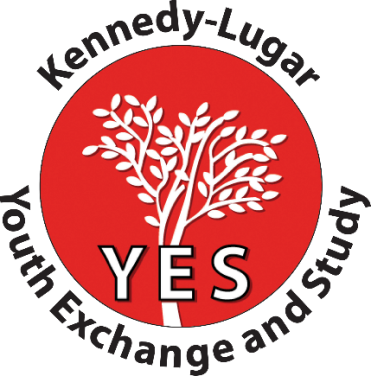 Kennedy-Lugar
YES
Youth Exchange and Study